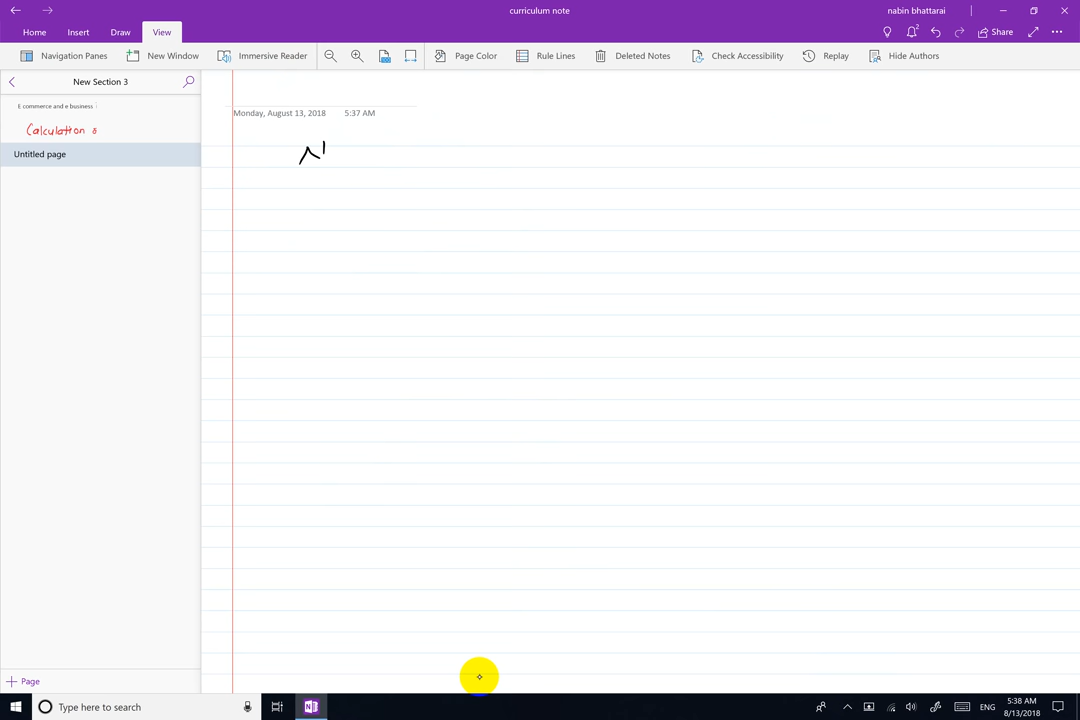 curriculum note
nabin bhattarai
Home Insert Draw View
Share
Navigation Panes New Window Immersive Reader Page Color Rule Lines Deleted Notes Check Accessibility Replay Hide Authors
New Section 3
E commerce and e business
Calculation
Untitled page
Monday, August 13, 2018 5:37 AM
Page
Type here to search
ENG
5:38 AM
8/13/2018